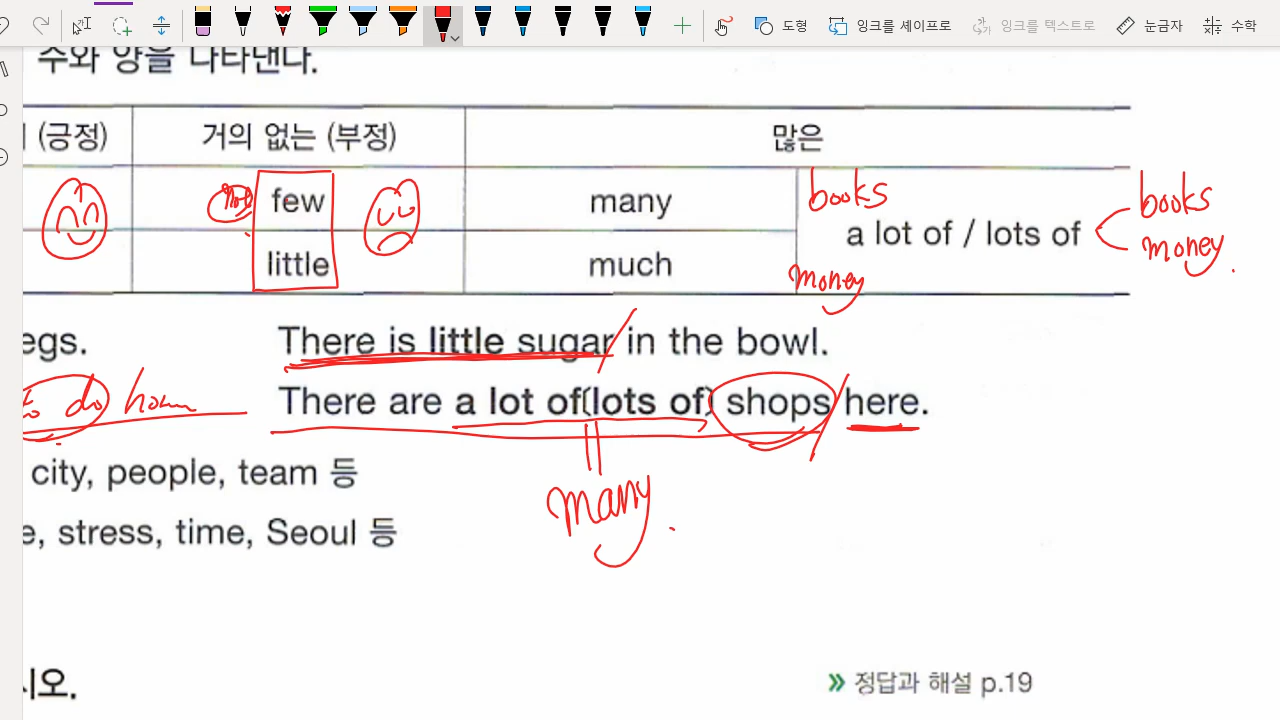 도형 잉크를 셰이프로 잉크를 텍스트로 눈금자 수학
수와 양을 나타낸다.
(긍정) 거의 없는 (부정) 많은
not few many books
a lot of / lots of books
money
little much money
egs. There is little sugar in the bowl.
to do hom There are a lot of(lots of) shops here.
many
city, people, team 등
e, stress, time, Seoul 등
시오.
정답과 해설 p.19